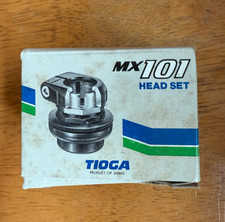 MX101
HEAD SET
TIOGA
PRODUCT OF JAPAN